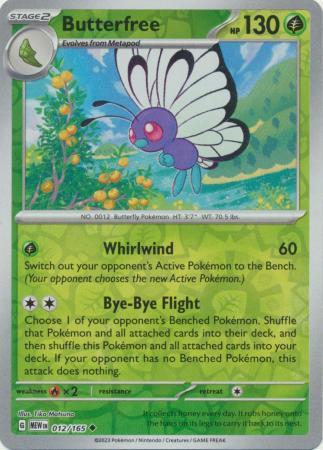 STAGE2
Butterfree
HP 130
Evolves from Metapod
NO. 0012 Butterfly Pokémon HT: 3'7" WT: 70.5 lbs.
Whirlwind 60
Switch out your opponent's Active Pokémon to the Bench.
(Your opponent chooses the new Active Pokémon.)
Bye-Bye Flight
Choose 1 of your opponent's Benched Pokémon. Shuffle
that Pokémon and all attached cards into their deck, and
then shuffle this Pokémon and all attached cards into
your deck. If your opponent has no Benched Pokémon,
this attack does nothing.
weakness ×2 resistance retreat
Illus. Tika Matsuno
G MEW EN 012/165
It collects honey every day. It rubs honey onto
the hairs on its legs to carry it back to its nest.
©2023 Pokémon / Nintendo / Creatures / GAME FREAK